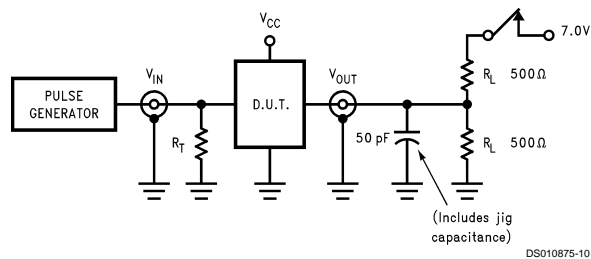 VCC
7.0V
VIN
VOUT
RL 500Ω
PULSE
GENERATOR
D.U.T.
RT
50 pF
RL 500Ω
(Includes jig
capacitance)
DS010875-10